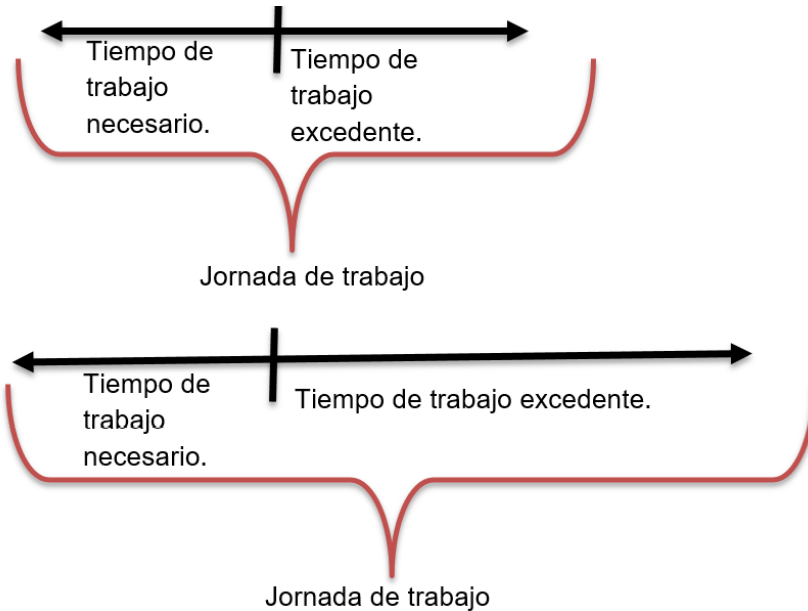 Tiempo de
trabajo
necesario.
Tiempo de
trabajo
excedente.
Jornada de trabajo
Tiempo de
trabajo
necesario.
Tiempo de trabajo excedente.
Jornada de trabajo